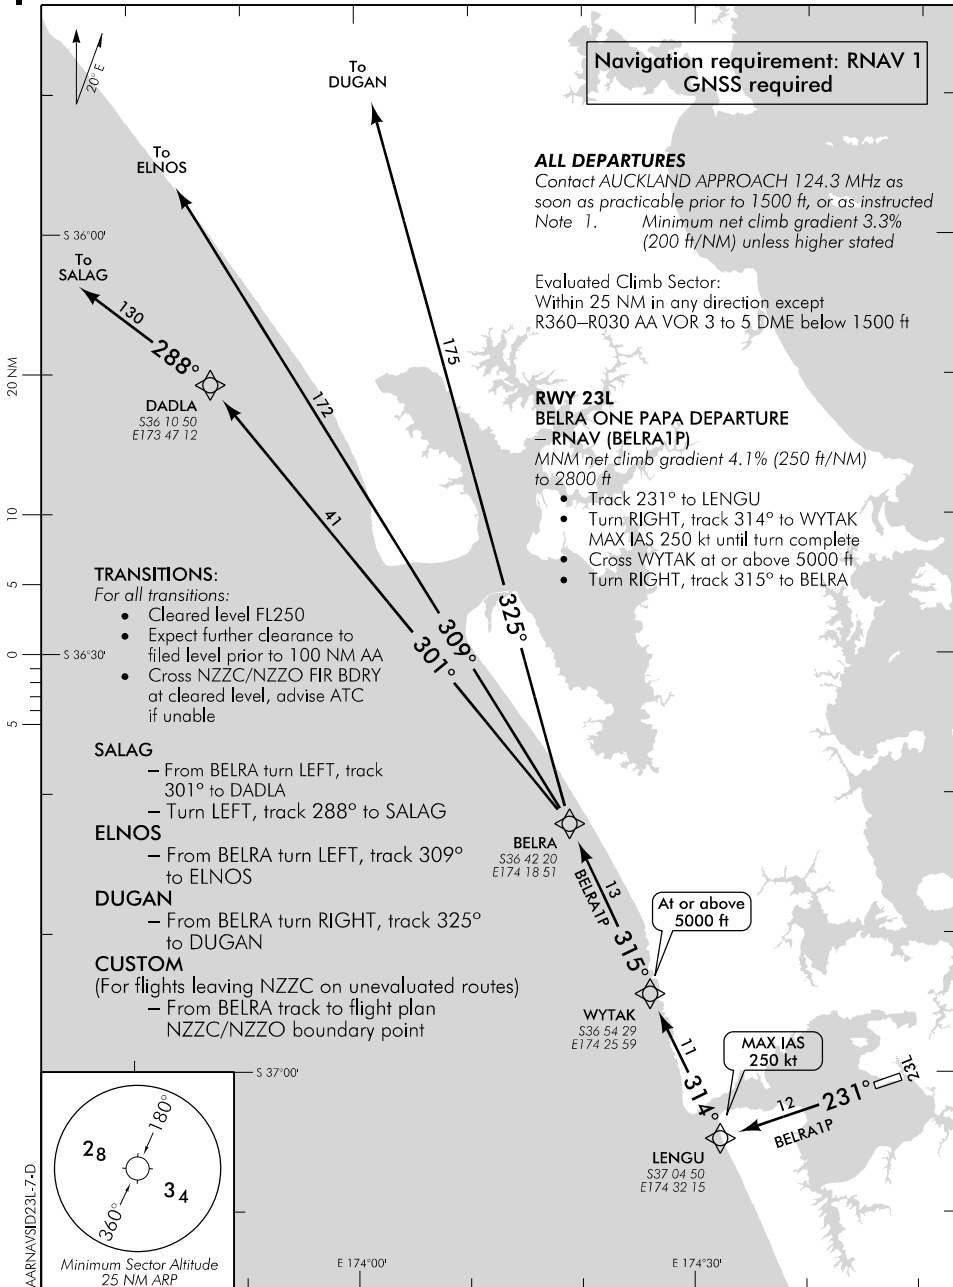 20° E
To
DUGAN
Navigation requirement: RNAV 1
GNSS required
To
ELNOS
ALL DEPARTURES
Contact AUCKLAND APPROACH 124.3 MHz as
soon as practicable prior to 1500 ft, or as instructed
Note 1. Minimum net climb gradient 3.3%
(200 ft/NM) unless higher stated
S 36°00'
To
SALAG
Evaluated Climb Sector:
Within 25 NM in any direction except
R360–R030 AA VOR 3 to 5 DME below 1500 ft
130
288°
175
172
20 NM
DADLA
S36 10 50
E173 47 12
RWY 23L
BELRA ONE PAPA DEPARTURE
– RNAV (BELRA1P)
MNM net climb gradient 4.1% (250 ft/NM)
to 2800 ft
• Track 231° to LENGU
• Turn RIGHT, track 314° to WYTAK
MAX IAS 250 kt until turn complete
• Cross WYTAK at or above 5000 ft
• Turn RIGHT, track 315° to BELRA
10
41
5
TRANSITIONS:
For all transitions:
• Cleared level FL250
• Expect further clearance to
filed level prior to 100 NM AA
• Cross NZZC/NZZO FIR BDRY
at cleared level, advise ATC
if unable
325°
309°
301°
0
S 36°30'
5
SALAG
– From BELRA turn LEFT, track
301° to DADLA
– Turn LEFT, track 288° to SALAG
ELNOS
– From BELRA turn LEFT, track 309°
to ELNOS
DUGAN
– From BELRA turn RIGHT, track 325°
to DUGAN
CUSTOM
(For flights leaving NZZC on unevaluated routes)
– From BELRA track to flight plan
NZZC/NZZO boundary point
BELRA
S36 42 20
E174 18 51
13
BELRA1P
315°
At or above
5000 ft
WYTAK
S36 54 29
E174 25 59
11
314°
MAX IAS
250 kt
S 37°00'
23L
231°
12
BELRA1P
LENGU
S37 04 50
E174 32 15
180°
28
34
360°
Minimum Sector Altitude
25 NM ARP
E 174°00'
E 174°30'
AARNAVSID23L-7-D